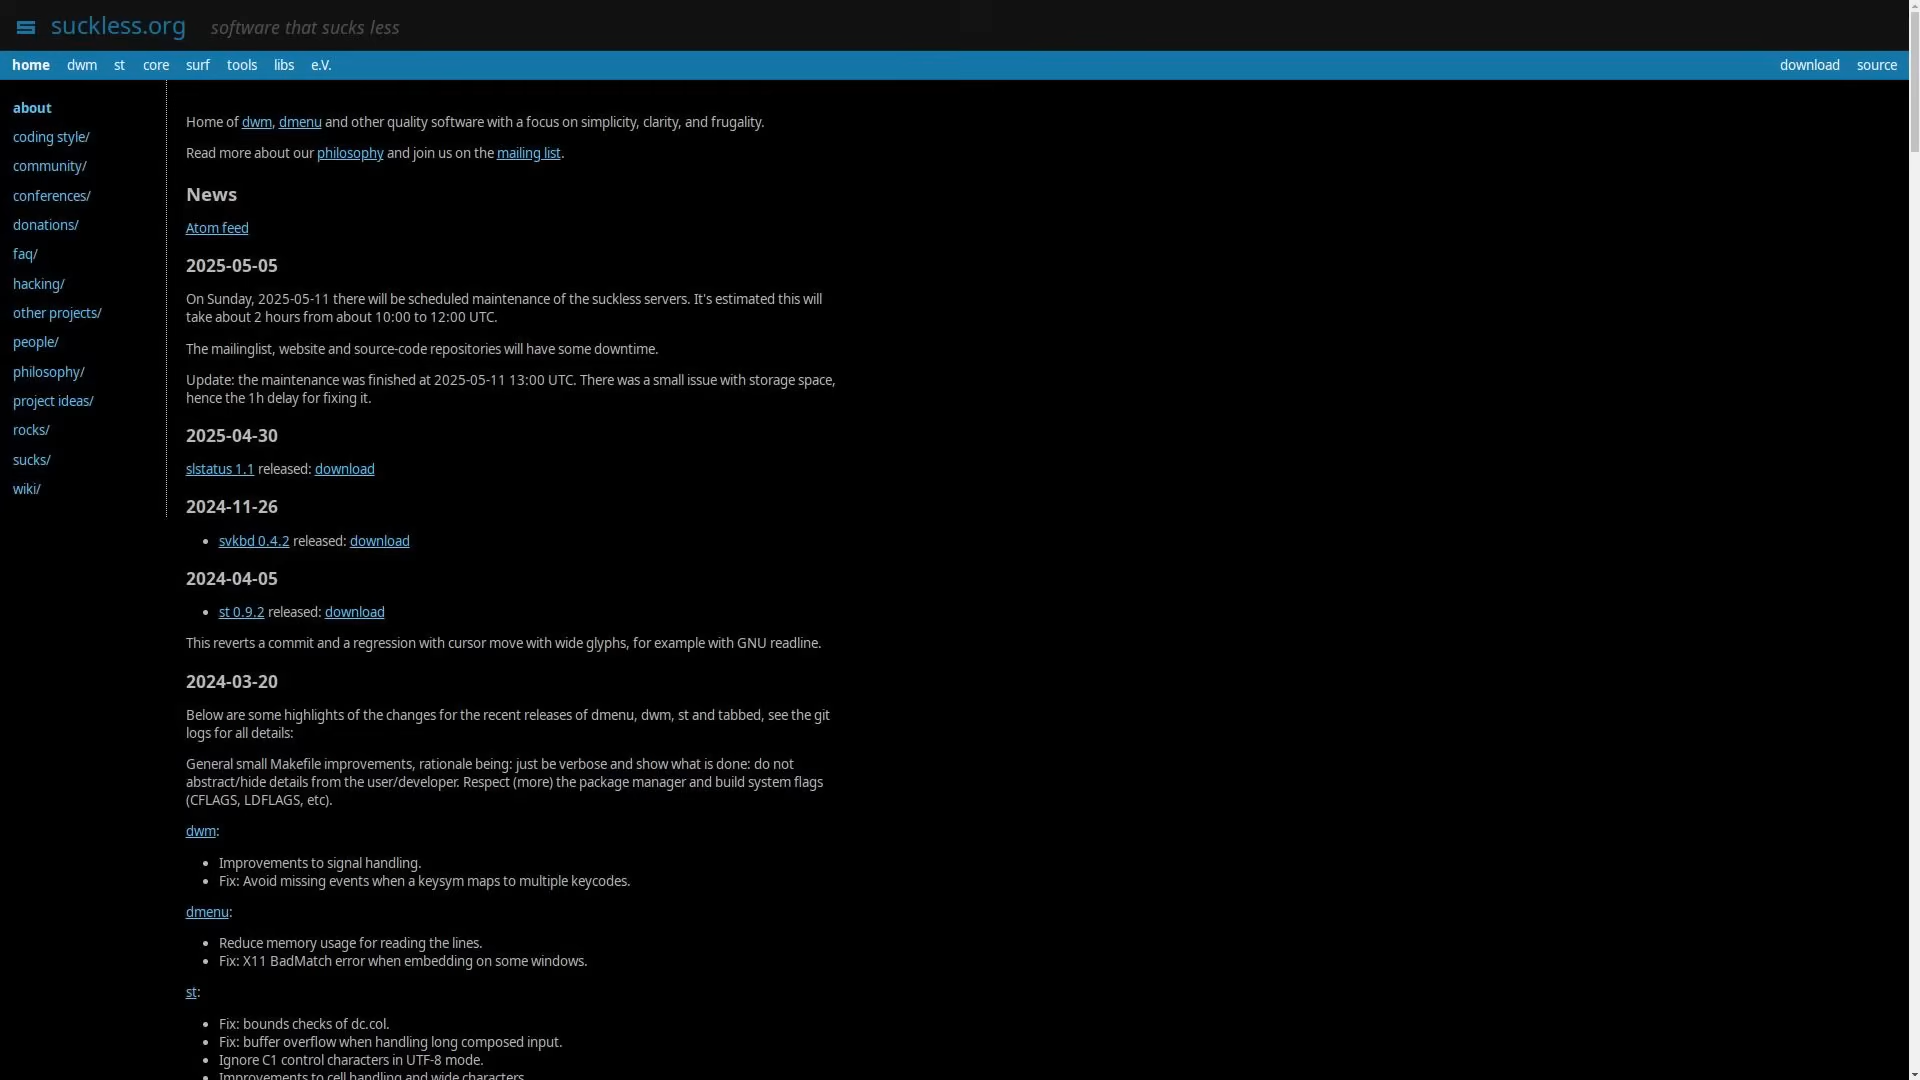 suckless.org software that sucks less
home dwm st core surf tools libs e.V. download source
about
coding style/
community/
conferences/
donations/
faq/
hacking/
other projects/
people/
philosophy/
project ideas/
rocks/
sucks/
wiki/
Home of dwm, dmenu and other quality software with a focus on simplicity, clarity, and frugality.
Read more about our philosophy and join us on the mailing list.
News
Atom feed
2025-05-05
On Sunday, 2025-05-11 there will be scheduled maintenance of the suckless servers. It's estimated this will
take about 2 hours from about 10:00 to 12:00 UTC.
The mailinglist, website and source-code repositories will have some downtime.
Update: the maintenance was finished at 2025-05-11 13:00 UTC. There was a small issue with storage space,
hence the 1h delay for fixing it.
2025-04-30
slstatus 1.1 released: download
2024-11-26
• svkbd 0.4.2 released: download
2024-04-05
• st 0.9.2 released: download
This reverts a commit and a regression with cursor move with wide glyphs, for example with GNU readline.
2024-03-20
Below are some highlights of the changes for the recent releases of dmenu, dwm, st and tabbed, see the git
logs for all details:
General small Makefile improvements, rationale being: just be verbose and show what is done: do not
abstract/hide details from the user/developer. Respect (more) the package manager and build system flags
(CFLAGS, LDFLAGS, etc).
dwm:
• Improvements to signal handling.
• Fix: Avoid missing events when a keysym maps to multiple keycodes.
dmenu:
• Reduce memory usage for reading the lines.
• Fix: X11 BadMatch error when embedding on some windows.
st:
• Fix: bounds checks of dc.col.
• Fix: buffer overflow when handling long composed input.
• Ignore C1 control characters in UTF-8 mode.
• Improvements to cell handling and wide characters